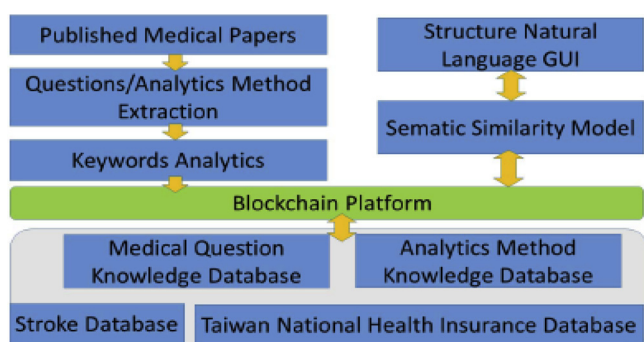 Published Medical Papers
Questions/Analytics Method
Extraction
Keywords Analytics
Structure Natural
Language GUI
Sematic Similarity Model
Blockchain Platform
Medical Question
Knowledge Database
Analytics Method
Knowledge Database
Stroke Database
Taiwan National Health Insurance Database